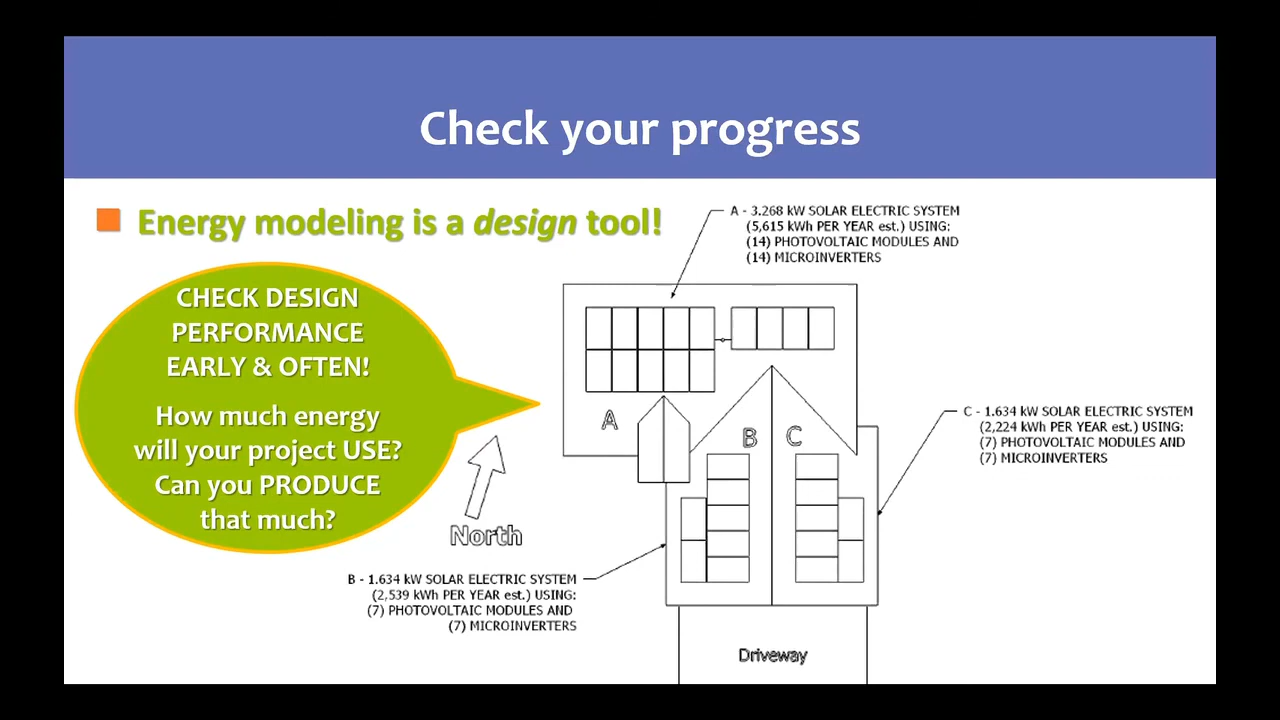 Check your progress
Energy modeling is a design tool!
CHECK DESIGN
PERFORMANCE
EARLY & OFTEN!
How much energy
will your project USE?
Can you PRODUCE
that much?
A - 3.268 kW SOLAR ELECTRIC SYSTEM
(5,615 kWh PER YEAR est.) USING:
(14) PHOTOVOLTAIC MODULES AND
(14) MICROINVERTERS
A
B
C
C - 1.634 kW SOLAR ELECTRIC SYSTEM
(2,224 kWh PER YEAR est.) USING:
(7) PHOTOVOLTAIC MODULES AND
(7) MICROINVERTERS
North
B - 1.634 kW SOLAR ELECTRIC SYSTEM
(2,539 kWh PER YEAR est.) USING:
(7) PHOTOVOLTAIC MODULES AND
(7) MICROINVERTERS
Driveway